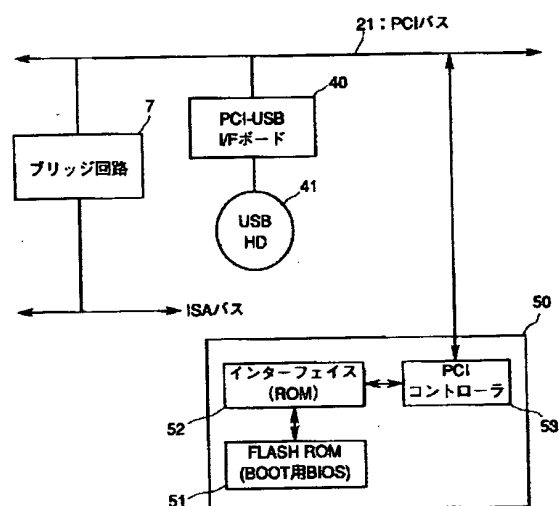 21：PCIバス
40
PCI-USB
I/Fボード
7
ブリッジ回路
41
USB
HD
ISAバス
50
インターフェイス
(ROM)
PCI
コントローラ
52
53
FLASH ROM
(BOOT用BIOS)
51